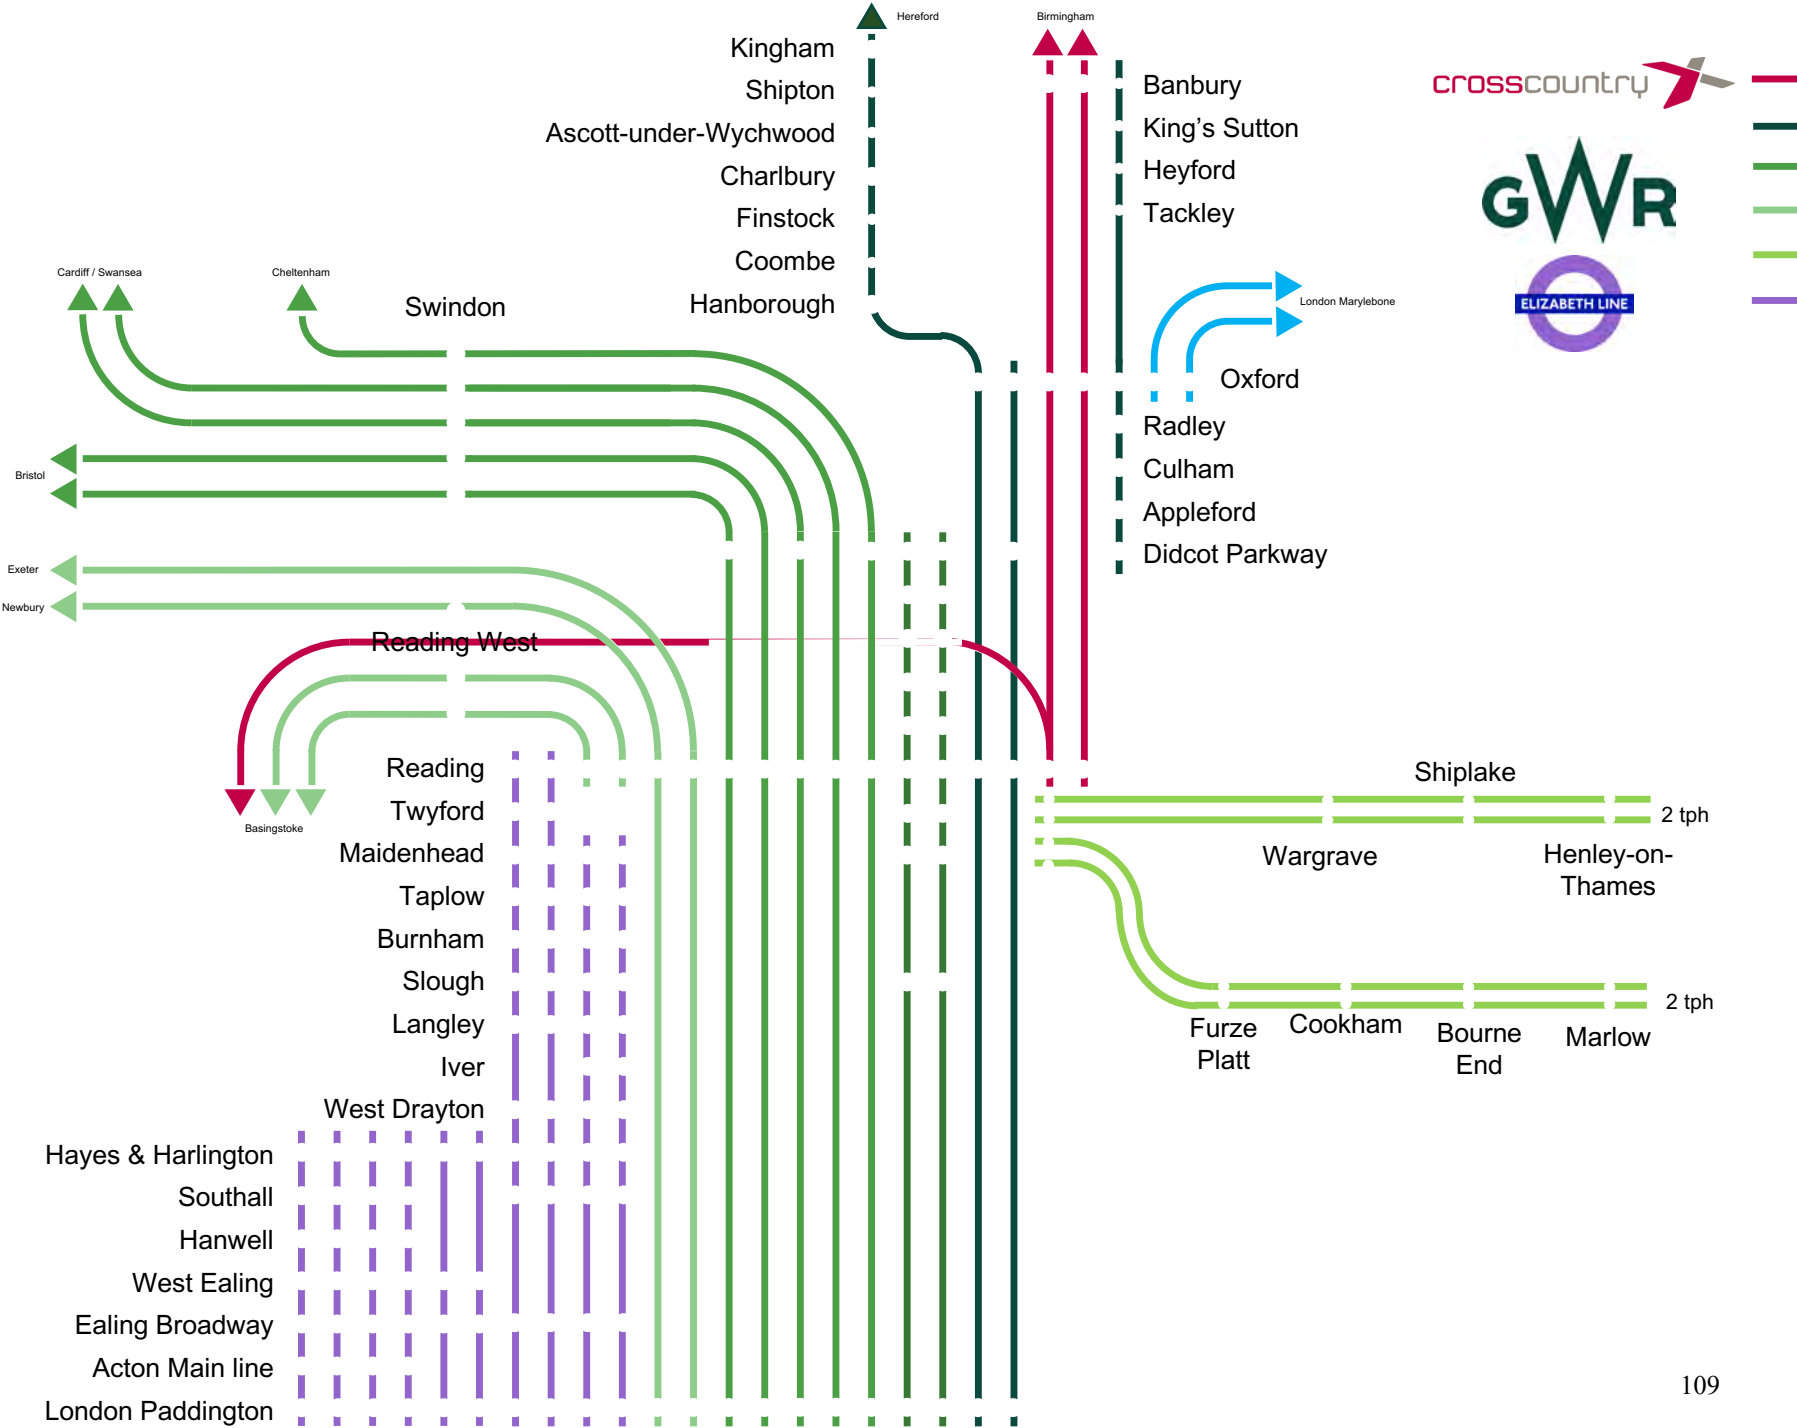 Hereford
Birmingham
Kingham
Shipton
Ascott-under-Wychwood
Charlbury
Finstock
Coombe
Hanborough
Banbury
King's Sutton
Heyford
Tackley
crosscountry
GWR
ELIZABETH LINE
Cardiff / Swansea
Cheltenham
Swindon
London Marylebone
Oxford
Radley
Culham
Appleford
Didcot Parkway
Bristol
Exeter
Newbury
Reading West
Basingstoke
Reading
Twyford
Maidenhead
Taplow
Burnham
Slough
Langley
Iver
West Drayton
Hayes & Harlington
Southall
Hanwell
West Ealing
Ealing Broadway
Acton Main line
London Paddington
Shiplake
2 tph
Wargrave
Henley-on-
Thames
2 tph
Furze
Platt
Cookham
Bourne
End
Marlow
109